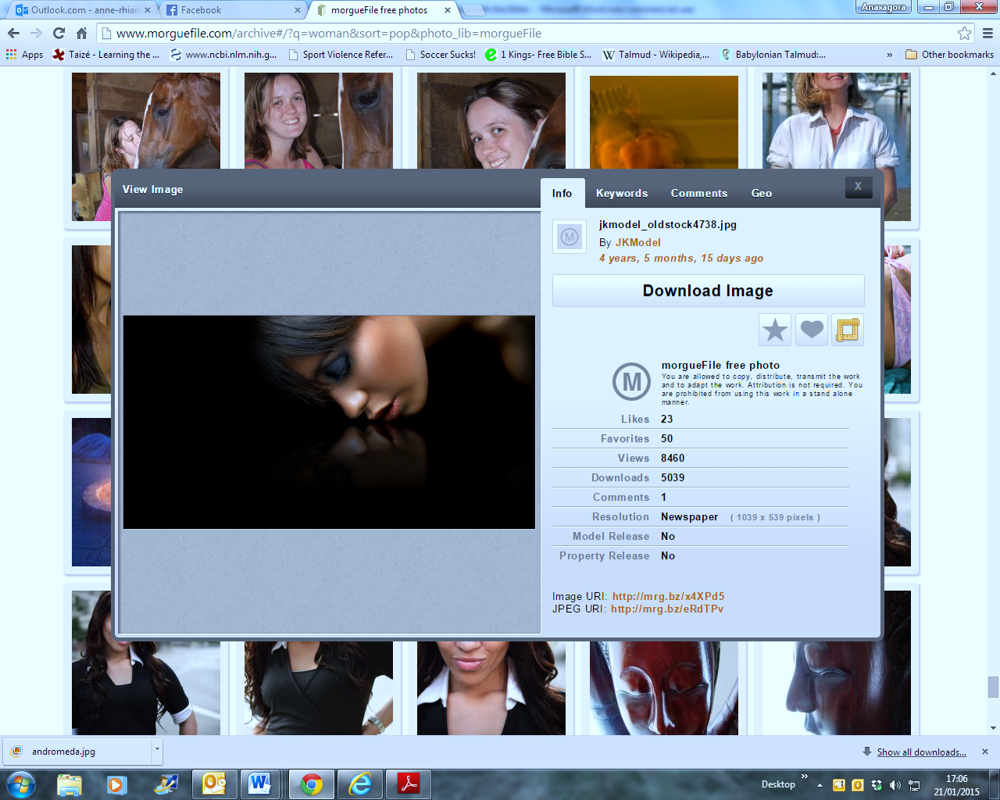 Outlook.com - anne-rhian
Facebook
morgueFile free photos
Anaxagora
www.morguefile.com/archive#/?q=woman&sort=pop&photo_lib=morgueFile
Apps
Taizé - Learning the ...
www.ncbi.nlm.nih.g...
Sport Violence Refer...
Soccer Sucks!
1 Kings- Free Bible S...
Talmud - Wikipedia,...
Babylonian Talmud:...
»
Other bookmarks
View Image
Info
Keywords
Comments
Geo
X
jkmodel_oldstock4738.jpg
By JKModel
4 years, 5 months, 15 days ago
Download Image
morgueFile free photo
You are allowed to copy, distribute, transmit the work
and to adapt the work. Attribution is not required. You
are prohibited from using this work in a stand alone
manner.
Likes 23
Favorites 50
Views 8460
Downloads 5039
Comments 1
Resolution Newspaper ( 1039 x 539 pixels )
Model Release No
Property Release No
Image URI: http://mrg.bz/x4XPd5
JPEG URI: http://mrg.bz/eRdTPv
andromeda.jpg
Show all downloads...
Desktop
17:06
21/01/2015